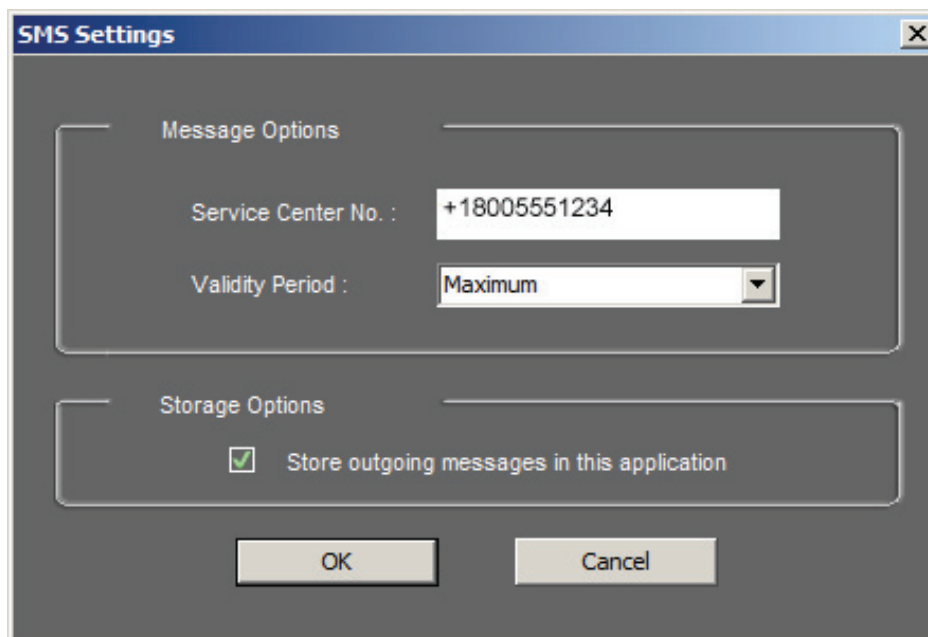 SMS Settings
Message Options
Service Center No. : +18005551234
Validity Period : Maximum
Storage Options
Store outgoing messages in this application
OK Cancel